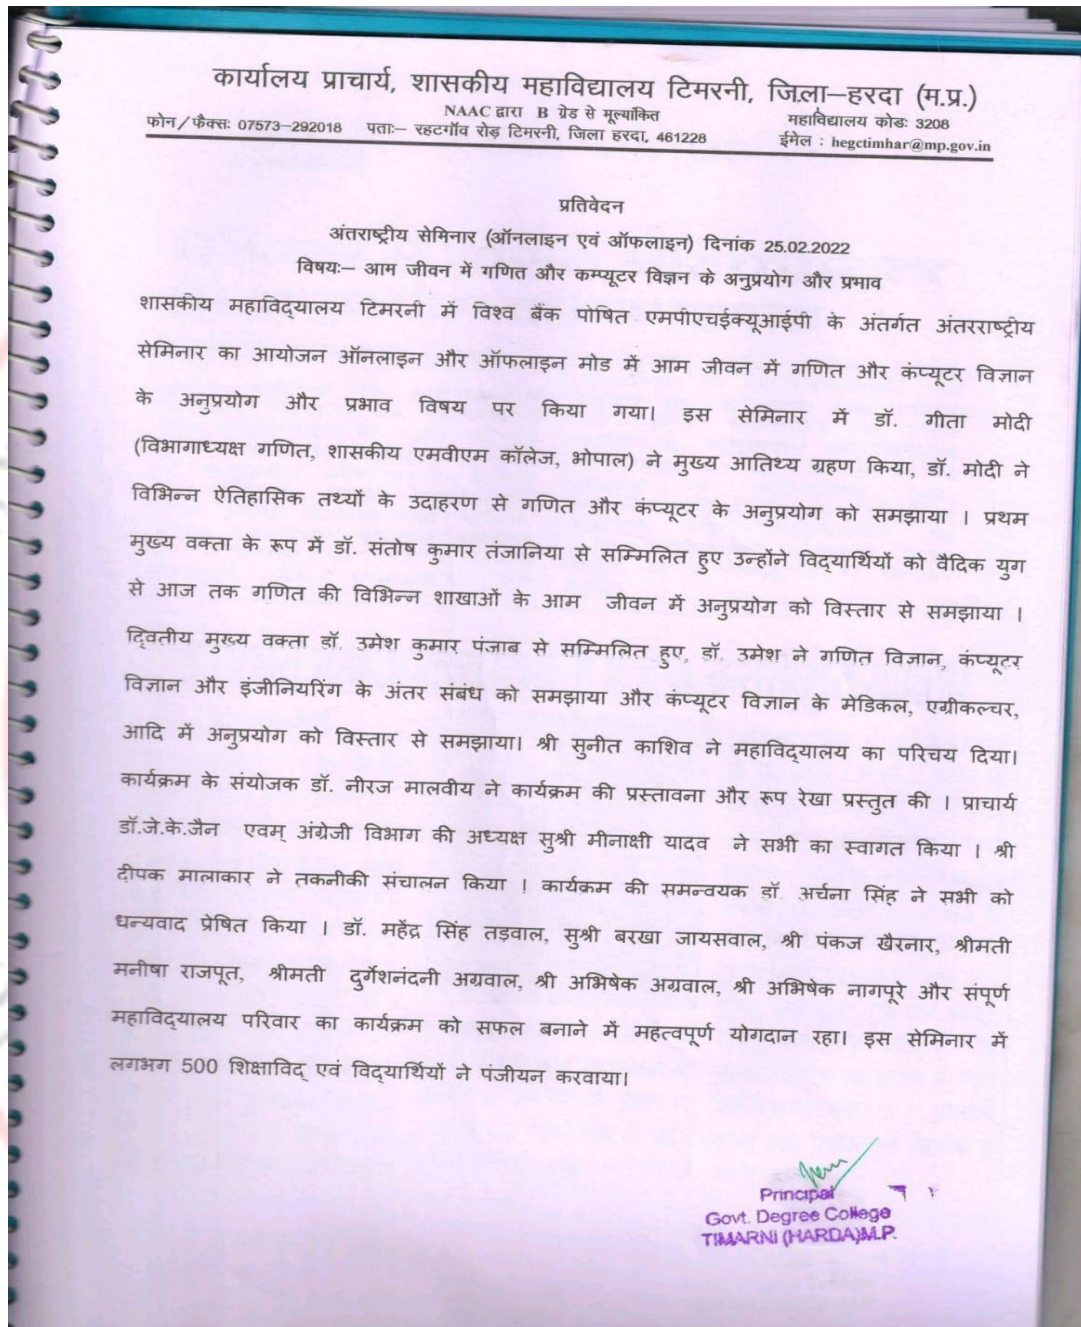 कार्यालय प्राचार्य, शासकीय महाविद्यालय टिमरनी, जिला–हरदा (म.प्र.)
NAAC द्वारा B ग्रेड से मूल्यांकित
महाविद्यालय कोडः 3208
फोन/फैक्सः 07573–292018 पताः– रहटगॉव रोड़ टिमरनी, जिला हरदा, 461228
ईमेल : hegctimhar@mp.gov.in
प्रतिवेदन
अंतराष्ट्रीय सेमिनार (ऑनलाइन एवं ऑफलाइन) दिनांक 25.02.2022
विषयः– आम जीवन में गणित और कम्प्यूटर विज्ञन के अनुप्रयोग और प्रभाव
शासकीय महाविद्यालय टिमरनी में विश्व बैंक पोषित एमपीएचईक्यूआईपी के अंतर्गत अंतरराष्ट्रीय
सेमिनार का आयोजन ऑनलाइन और ऑफलाइन मोड में आम जीवन में गणित और कंप्यूटर विज्ञान
के अनुप्रयोग और प्रभाव विषय पर किया गया। इस सेमिनार में डॉ. गीता मोदी
(विभागाध्यक्ष गणित, शासकीय एमवीएम कॉलेज, भोपाल) ने मुख्य आतिथ्य ग्रहण किया, डॉ. मोदी ने
विभिन्न ऐतिहासिक तथ्यों के उदाहरण से गणित और कंप्यूटर के अनुप्रयोग को समझाया । प्रथम
मुख्य वक्ता के रूप में डॉ. संतोष कुमार तंजानिया से सम्मिलित हुए उन्होंने विद्यार्थियों को वैदिक युग
से आज तक गणित की विभिन्न शाखाओं के आम जीवन में अनुप्रयोग को विस्तार से समझाया ।
द्वितीय मुख्य वक्ता डॉ. उमेश कुमार पंजाब से सम्मिलित हुए, डॉ. उमेश ने गणित विज्ञान, कंप्यूटर
विज्ञान और इंजीनियरिंग के अंतर संबंध को समझाया और कंप्यूटर विज्ञान के मेडिकल, एग्रीकल्चर,
आदि में अनुप्रयोग को विस्तार से समझाया। श्री सुनीत काशिव ने महाविद्यालय का परिचय दिया।
कार्यक्रम के संयोजक डॉ. नीरज मालवीय ने कार्यक्रम की प्रस्तावना और रूप रेखा प्रस्तुत की । प्राचार्य
डॉ.जे.के.जैन एवम् अंग्रेजी विभाग की अध्यक्ष सुश्री मीनाक्षी यादव ने सभी का स्वागत किया । श्री
दीपक मालाकार ने तकनीकी संचालन किया । कार्यक्रम की समन्वयक डॉ. अर्चना सिंह ने सभी को
धन्यवाद प्रेषित किया । डॉ. महेंद्र सिंह तड़वाल, सुश्री बरखा जायसवाल, श्री पंकज खैरनार, श्रीमती
मनीषा राजपूत, श्रीमती दुर्गेशनंदनी अग्रवाल, श्री अभिषेक अग्रवाल, श्री अभिषेक नागपूरे और संपूर्ण
महाविद्यालय परिवार का कार्यक्रम को सफल बनाने में महत्वपूर्ण योगदान रहा। इस सेमिनार में
लगभग 500 शिक्षाविद् एवं विद्यार्थियों ने पंजीयन करवाया।
Principal
Govt. Degree College
TIMARNI (HARDA)M.P.